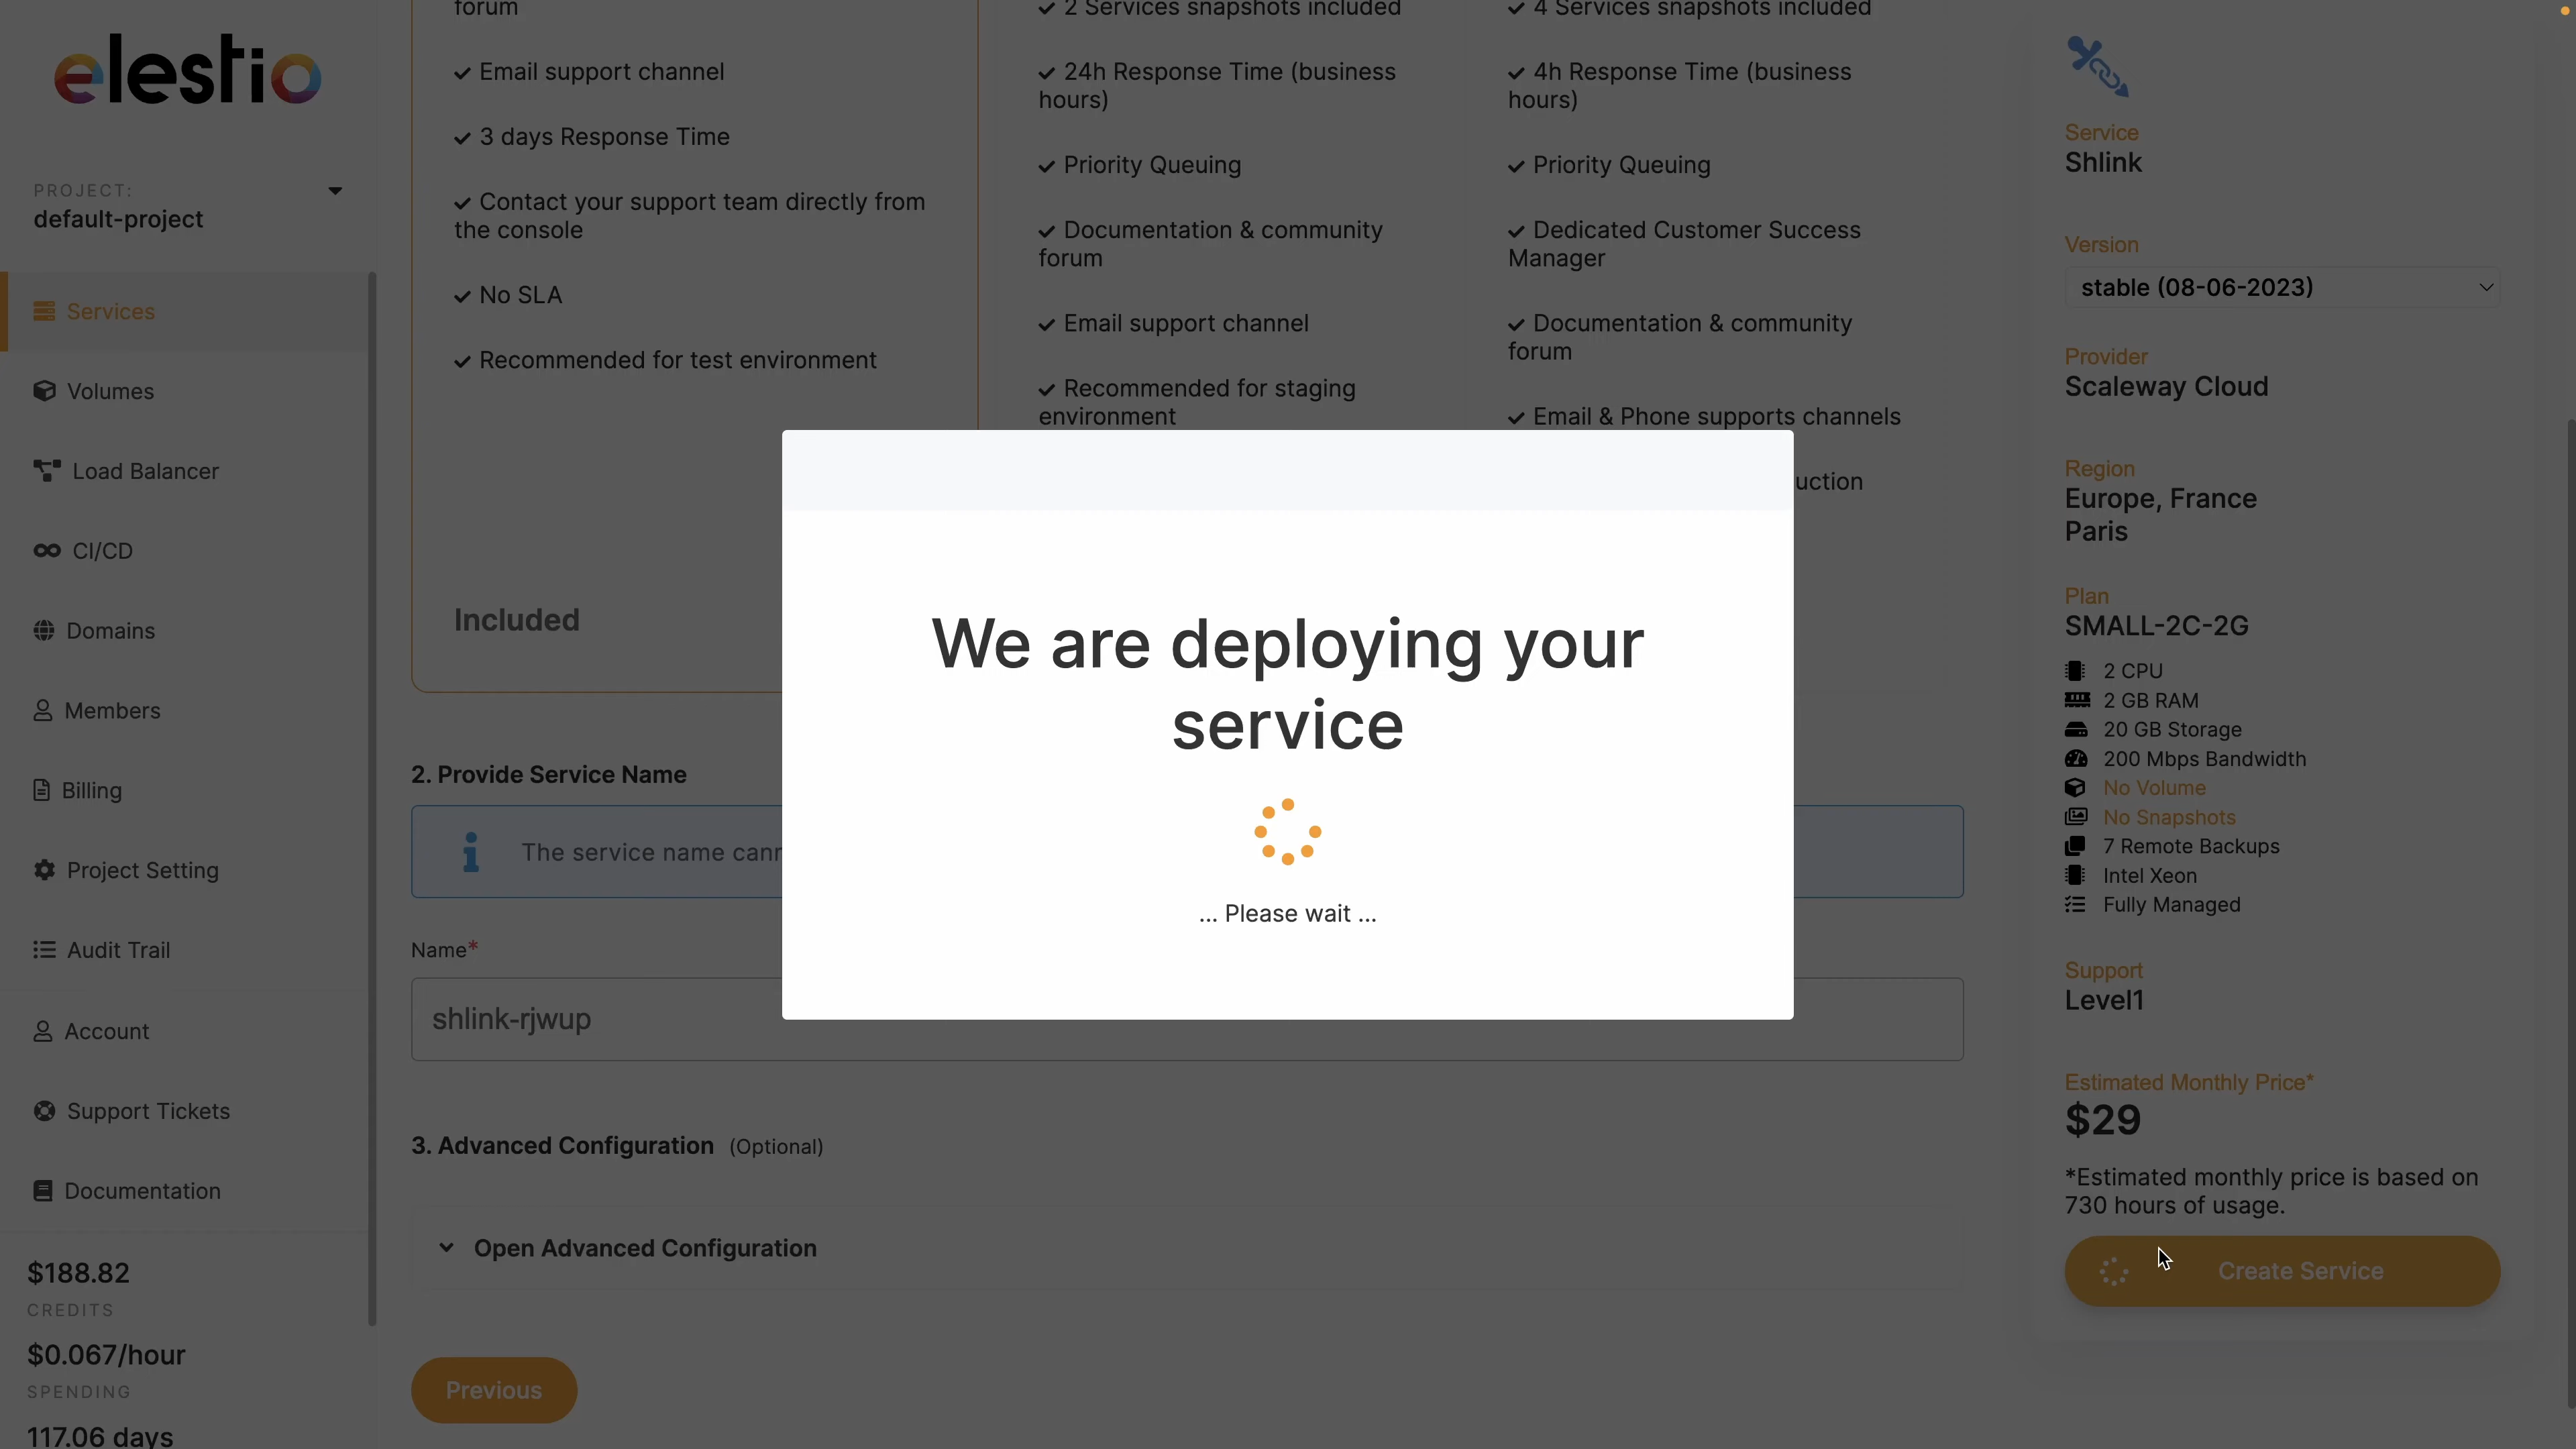 elestio
PROJECT:
default-project
Services
Volumes
Load Balancer
CI/CD
Domains
Members
Billing
Project Setting
Audit Trail
Account
Support Tickets
Documentation
$188.82
CREDITS
$0.067/hour
SPENDING
117.06 days
forum
Email support channel
3 days Response Time
Contact your support team directly from
the console
No SLA
Recommended for test environment
Included
2 Services snapshots included
24h Response Time (business
hours)
Priority Queuing
Documentation & community
forum
Email support channel
Recommended for staging
environment
4 Services snapshots included
4h Response Time (business
hours)
Priority Queuing
Dedicated Customer Success
Manager
Documentation & community
forum
Email & Phone supports channels
uction
We are deploying your
service
... Please wait ...
2. Provide Service Name
The service name cann
Name*
shlink-rjwup
3. Advanced Configuration (Optional)
Open Advanced Configuration
Previous
Service
Shlink
Version
stable (08-06-2023)
Provider
Scaleway Cloud
Region
Europe, France
Paris
Plan
SMALL-2C-2G
2 CPU
2 GB RAM
20 GB Storage
200 Mbps Bandwidth
No Volume
No Snapshots
7 Remote Backups
Intel Xeon
Fully Managed
Support
Level1
Estimated Monthly Price*
$29
*Estimated monthly price is based on
730 hours of usage.
Create Service